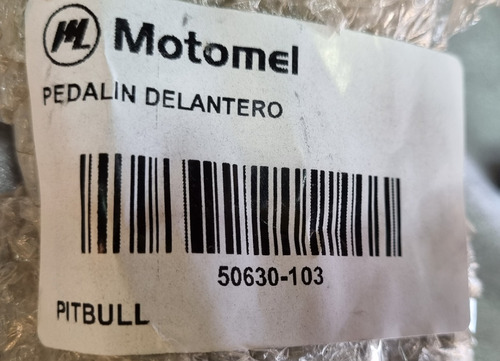 Motomel
PEDALIN DELANTERO
50630-103
PITBULL